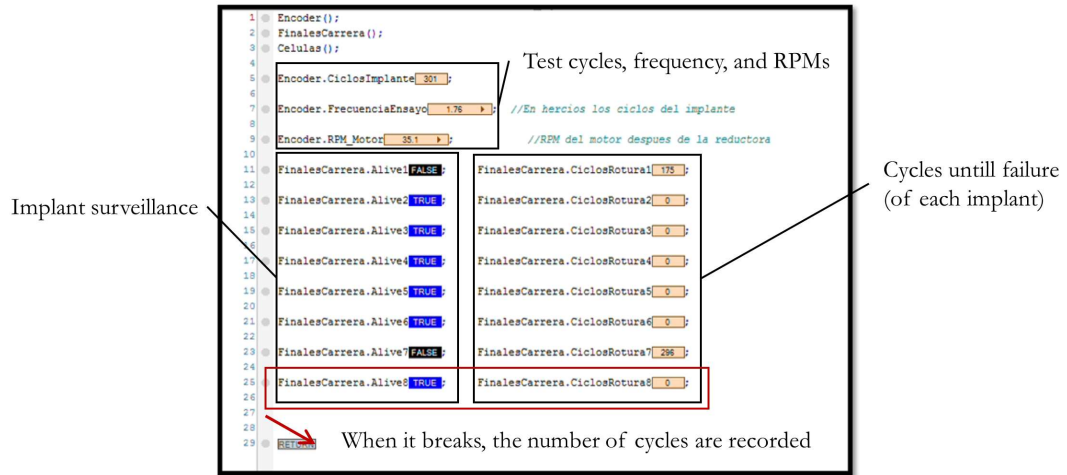 1 Encoder();
2 FinalesCarrera();
3 Celulas();
4
Test cycles, frequency, and RPMs
5 Encoder.CiclosImplante 301 ;
6
7 Encoder.FrecuenciaEnsayo 1.76 ; //En hercios los ciclos del implante
8
9 Encoder.RPM_Motor 35.1 ; //RPM del motor despues de la reductora
10
11 FinalesCarrera.Alive1 FALSE ; FinalesCarrera.CiclosRotura1 175 ;
Cycles untill failure
(of each implant)
12
13 FinalesCarrera.Alive2 TRUE ; FinalesCarrera.CiclosRotura2 0 ;
Implant surveillance
14
15 FinalesCarrera.Alive3 TRUE ; FinalesCarrera.CiclosRotura3 0 ;
16
17 FinalesCarrera.Alive4 TRUE ; FinalesCarrera.CiclosRotura4 0 ;
18
19 FinalesCarrera.Alive5 TRUE ; FinalesCarrera.CiclosRotura5 0 ;
20
21 FinalesCarrera.Alive6 TRUE ; FinalesCarrera.CiclosRotura6 0 ;
22
23 FinalesCarrera.Alive7 FALSE ; FinalesCarrera.CiclosRotura7 296 ;
24
25 FinalesCarrera.Alive8 TRUE ; FinalesCarrera.CiclosRotura8 0 ;
26
27
28
29 RETURN
When it breaks, the number of cycles are recorded